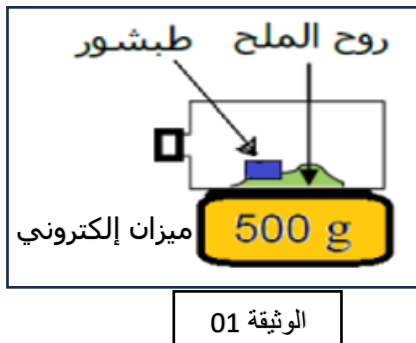 روح الملح طبشور
ميزان إلكتروني 500 g
الوثيقة 01